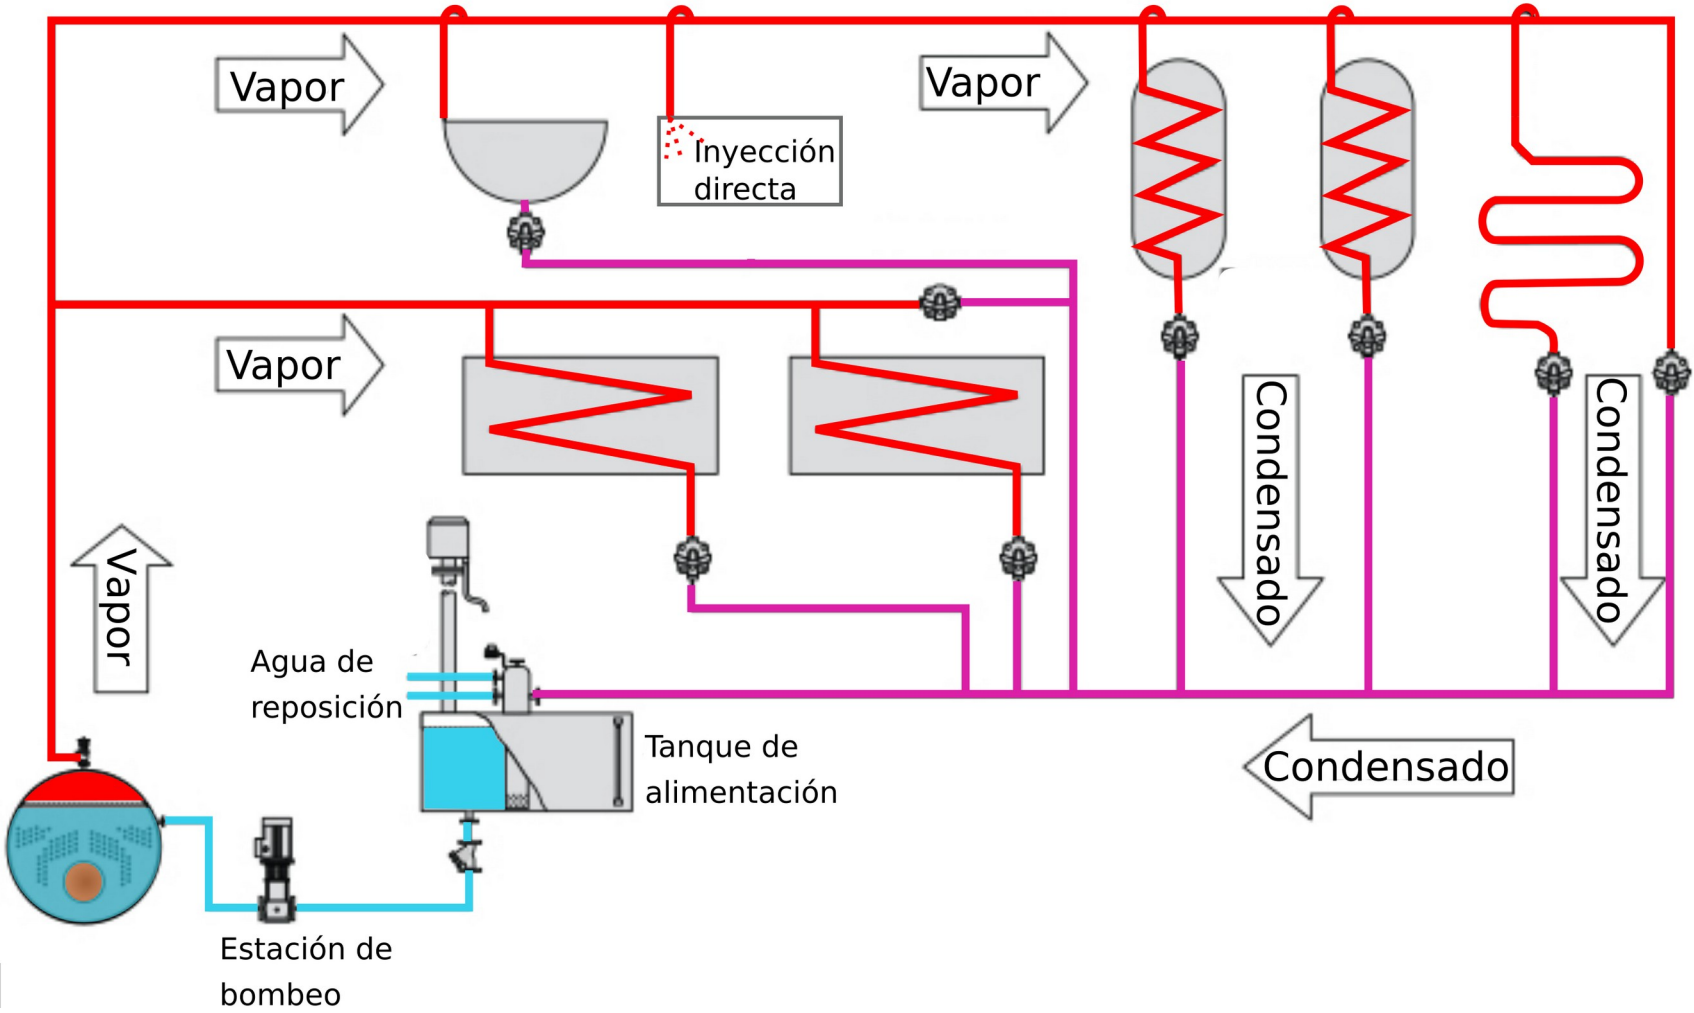 Vapor
Vapor
Inyección
directa
Vapor
Vapor
Condensado
Condensado
Agua de
reposición
Tanque de
alimentación
Condensado
Estación de
bombeo